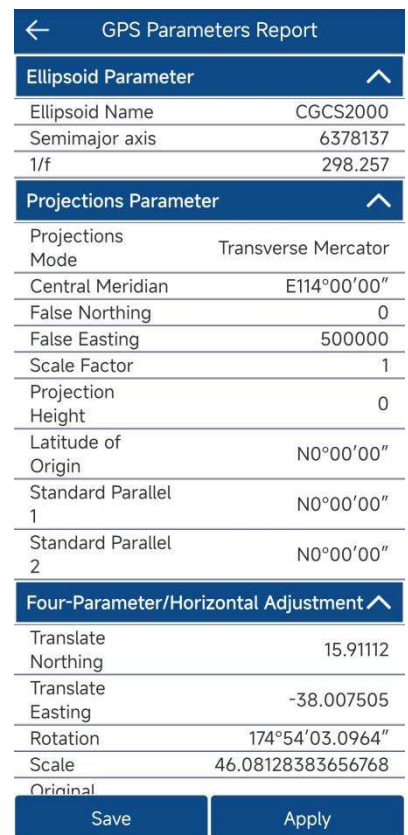 GPS Parameters Report
Ellipsoid Parameter
Ellipsoid Name CGCS2000
Semimajor axis 6378137
1/f 298.257
Projections Parameter
Projections
Mode
Transverse Mercator
Central Meridian E114°00′00″
False Northing 0
False Easting 500000
Scale Factor 1
Projection
Height
0
Latitude of
Origin
N0°00′00″
Standard Parallel
1
N0°00′00″
Standard Parallel
2
N0°00′00″
Four-Parameter/Horizontal Adjustment
Translate
Northing
15.91112
Translate
Easting
-38.007505
Rotation 174°54′03.0964″
Scale 46.08128383656768
Original
Save Apply